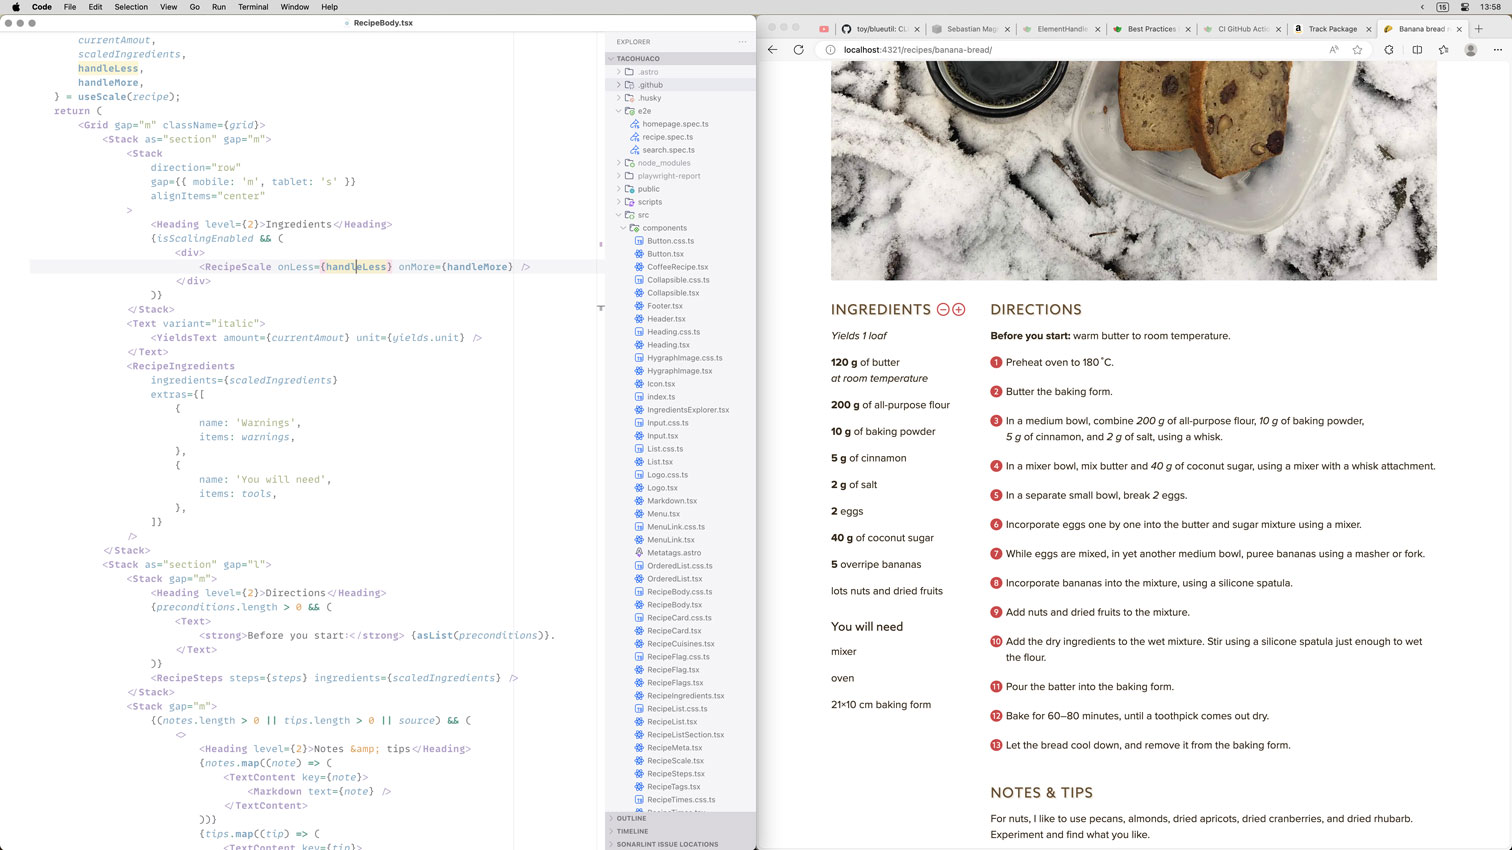 Code File Edit Selection View Go Run Terminal Window Help 15 13:58
RecipeBody.tsx
currentAmout,
scaledIngredients,
handleLess,
handleMore,
} = useScale(recipe);
return (
<Grid gap="m" className={grid}>
<Stack as="section" gap="m">
<Stack
direction="row"
gap={{ mobile: 'm', tablet: 's' }}
alignItems="center"
>
<Heading level={2}>Ingredients</Heading>
{isScalingEnabled && (
<div>
<RecipeScale onLess={handleLess} onMore={handleMore} />
</div>
)}
</Stack>
<Text variant="italic">
<YieldsText amount={currentAmout} unit={yields.unit} />
</Text>
<RecipeIngredients
ingredients={scaledIngredients}
extras={[
{
name: 'Warnings',
items: warnings,
},
{
name: 'You will need',
items: tools,
},
]}
/>
</Stack>
<Stack as="section" gap="l">
<Stack gap="m">
<Heading level={2}>Directions</Heading>
{preconditions.length > 0 && (
<Text>
<strong>Before you start:</strong> {asList(preconditions)}.
</Text>
)}
<RecipeSteps steps={steps} ingredients={scaledIngredients} />
</Stack>
<Stack gap="m">
{(notes.length > 0 || tips.length > 0 || source) && (
<>
<Heading level={2}>Notes &amp; tips</Heading>
{notes.map((note) => (
<TextContent key={note}>
<Markdown text={note} />
</TextContent>
))}
{tips.map((tip) => (
<TextContent key={tip}>
EXPLORER
TACOHUACO
.astro
.github
.husky
e2e
homepage.spec.ts
recipe.spec.ts
search.spec.ts
node_modules
playwright-report
public
scripts
src
components
Button.css.ts
Button.tsx
CoffeeRecipe.tsx
Collapsible.css.ts
Collapsible.tsx
Footer.tsx
Header.tsx
Heading.css.ts
Heading.tsx
HygraphImage.css.ts
HygraphImage.tsx
Icon.tsx
index.ts
IngredientsExplorer.tsx
Input.css.ts
Input.tsx
List.css.ts
List.tsx
Logo.css.ts
Logo.tsx
Markdown.tsx
Menu.tsx
MenuLink.css.ts
MenuLink.tsx
Metatags.astro
OrderedList.css.ts
OrderedList.tsx
RecipeBody.css.ts
RecipeBody.tsx
RecipeCard.css.ts
RecipeCard.tsx
RecipeCuisines.tsx
RecipeFlag.css.ts
RecipeFlag.tsx
RecipeFlags.tsx
RecipeIngredients.tsx
RecipeList.css.ts
RecipeList.tsx
RecipeListSection.tsx
RecipeMeta.tsx
RecipeScale.tsx
RecipeSteps.tsx
RecipeTags.tsx
RecipeTimes.css.ts
OUTLINE
TIMELINE
SONARLINT ISSUE LOCATIONS
toy/blueutil: CL Sebastian Mag ElementHandle Best Practices CI GitHub Actio Track Package Banana bread
localhost:4321/recipes/banana-bread/
INGREDIENTS
Yields 1 loaf
120 g of butter
at room temperature
200 g of all-purpose flour
10 g of baking powder
5 g of cinnamon
2 g of salt
2 eggs
40 g of coconut sugar
5 overripe bananas
lots nuts and dried fruits
You will need
mixer
oven
21×10 cm baking form
DIRECTIONS
Before you start: warm butter to room temperature.
1 Preheat oven to 180˚C.
2 Butter the baking form.
3 In a medium bowl, combine 200 g of all-purpose flour, 10 g of baking powder,
5 g of cinnamon, and 2 g of salt, using a whisk.
4 In a mixer bowl, mix butter and 40 g of coconut sugar, using a mixer with a whisk attachment.
5 In a separate small bowl, break 2 eggs.
6 Incorporate eggs one by one into the butter and sugar mixture using a mixer.
7 While eggs are mixed, in yet another medium bowl, puree bananas using a masher or fork.
8 Incorporate bananas into the mixture, using a silicone spatula.
9 Add nuts and dried fruits to the mixture.
10 Add the dry ingredients to the wet mixture. Stir using a silicone spatula just enough to wet
the flour.
11 Pour the batter into the baking form.
12 Bake for 60–80 minutes, until a toothpick comes out dry.
13 Let the bread cool down, and remove it from the baking form.
NOTES & TIPS
For nuts, I like to use pecans, almonds, dried apricots, dried cranberries, and dried rhubarb.
Experiment and find what you like.